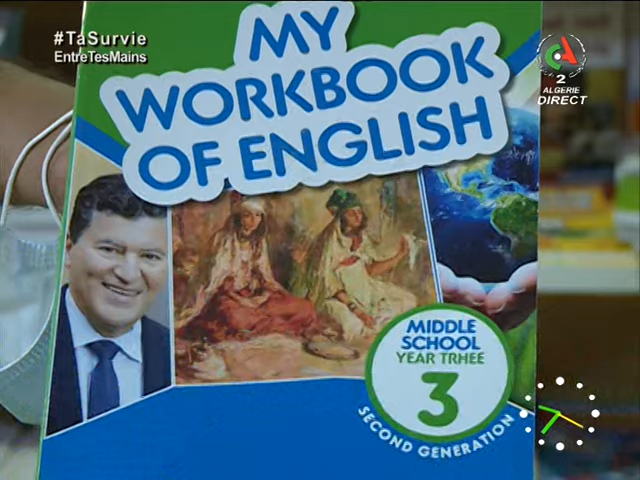 #TaSurvie
EntreTesMains
2
ALGERIE
DIRECT
MY
WORKBOOK
OF ENGLISH
MIDDLE
SCHOOL
YEAR TRHEE
3
SECOND GENERATION